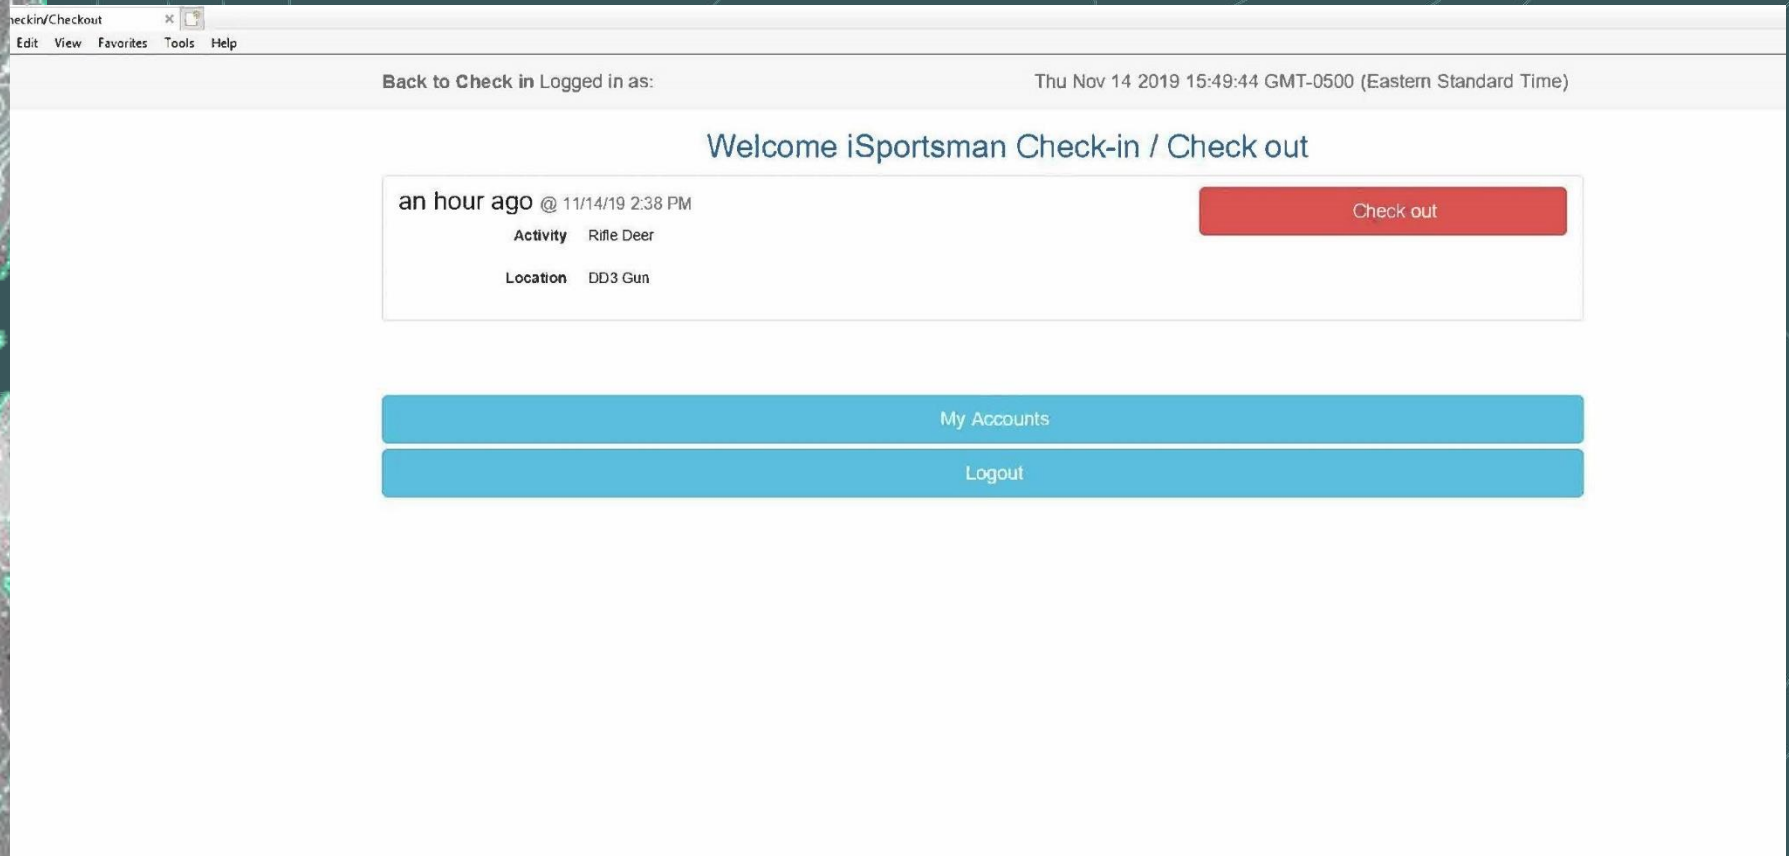 heckin/Checkout
Edit View Favorites Tools Help
Back to Check in Logged in as: Thu Nov 14 2019 15:49:44 GMT-0500 (Eastern Standard Time)
Welcome iSportsman Check-in / Check out
an hour ago @ 11/14/19 2:38 PM Check out
Activity Rifle Deer
Location DD3 Gun
My Accounts
Logout